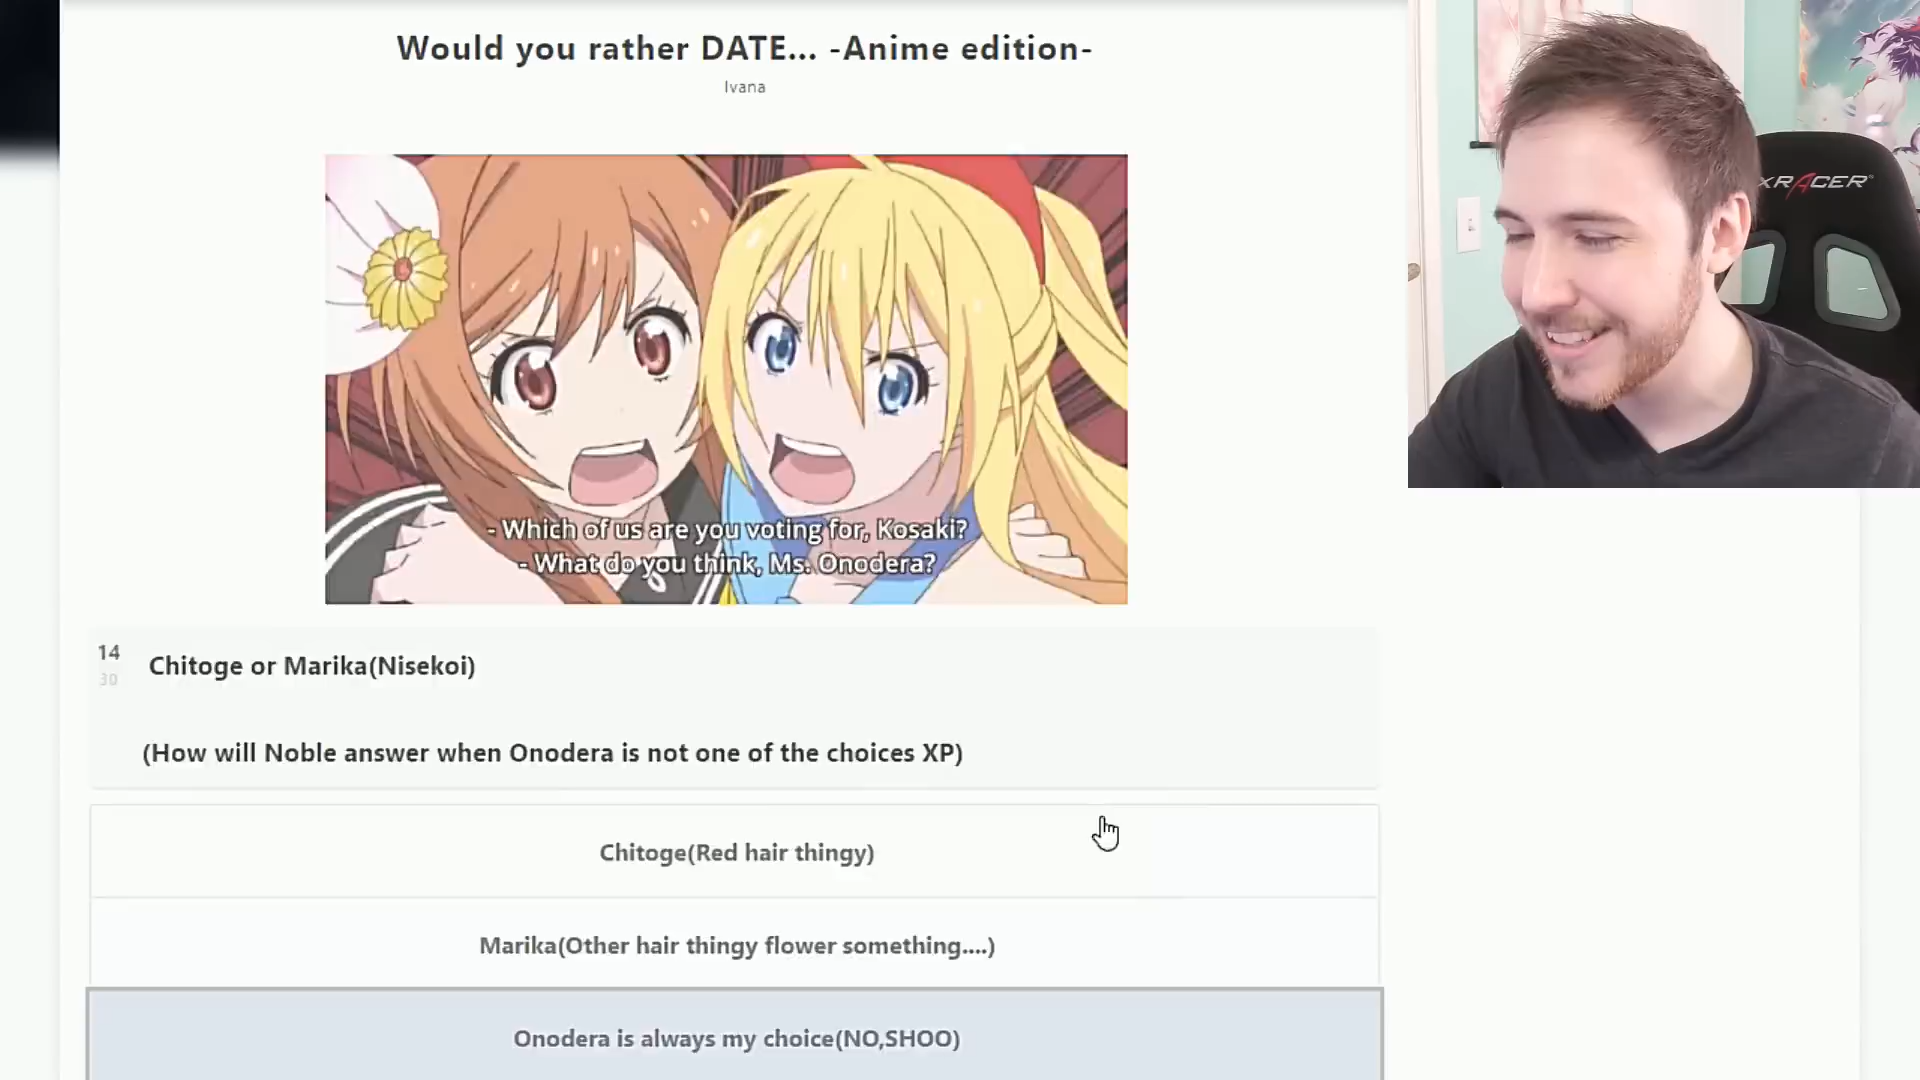 Would you rather DATE... -Anime edition-
Ivana
XRACER
- Which of us are you voting for, Kosaki?
- What do you think, Ms. Onodera?
14
30
Chitoge or Marika(Nisekoi)
(How will Noble answer when Onodera is not one of the choices XP)
Chitoge(Red hair thingy)
Marika(Other hair thingy flower something....)
Onodera is always my choice(NO,SHOO)